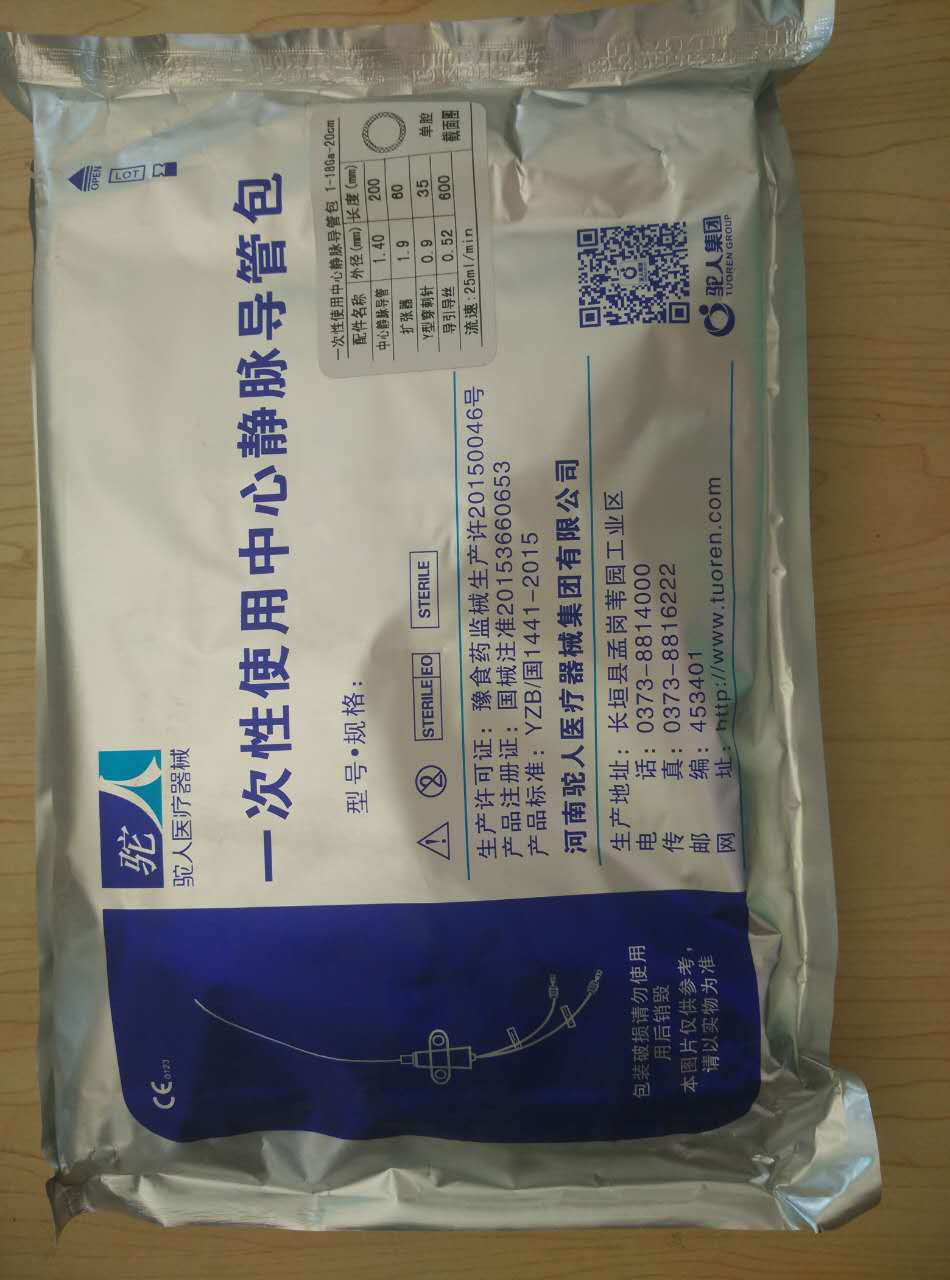 OPEN
LOT
驼
驼人医疗器械
一次性使用中心静脉导管包
一次性使用中心静脉导管包 1-18Ga-20cm
配件名称 外径(mm) 长度(mm)
中心静脉导管 1.40 200
扩张器 1.9 60
Y型穿刺针 0.9 35 单腔
导引导丝 0.52 600 截面图
流速:25ml/min
型号·规格:
STERILE EO STERILE
生产许可证: 豫食药监械生产许20150046号
产品注册证: 国械注准20153660653
产品标准: YZB/国1441-2015
河南驼人医疗器械集团有限公司
生产地址: 长垣县孟岗苇园工业区
电 话: 0373-8814000
传 真: 0373-8816222
邮 编: 453401
网 址: http://www.tuoren.com
驼人集团
TUOREN GROUP
CE 0123
包装破损请勿使用
用后销毁
本图片仅供参考,
请以实物为准